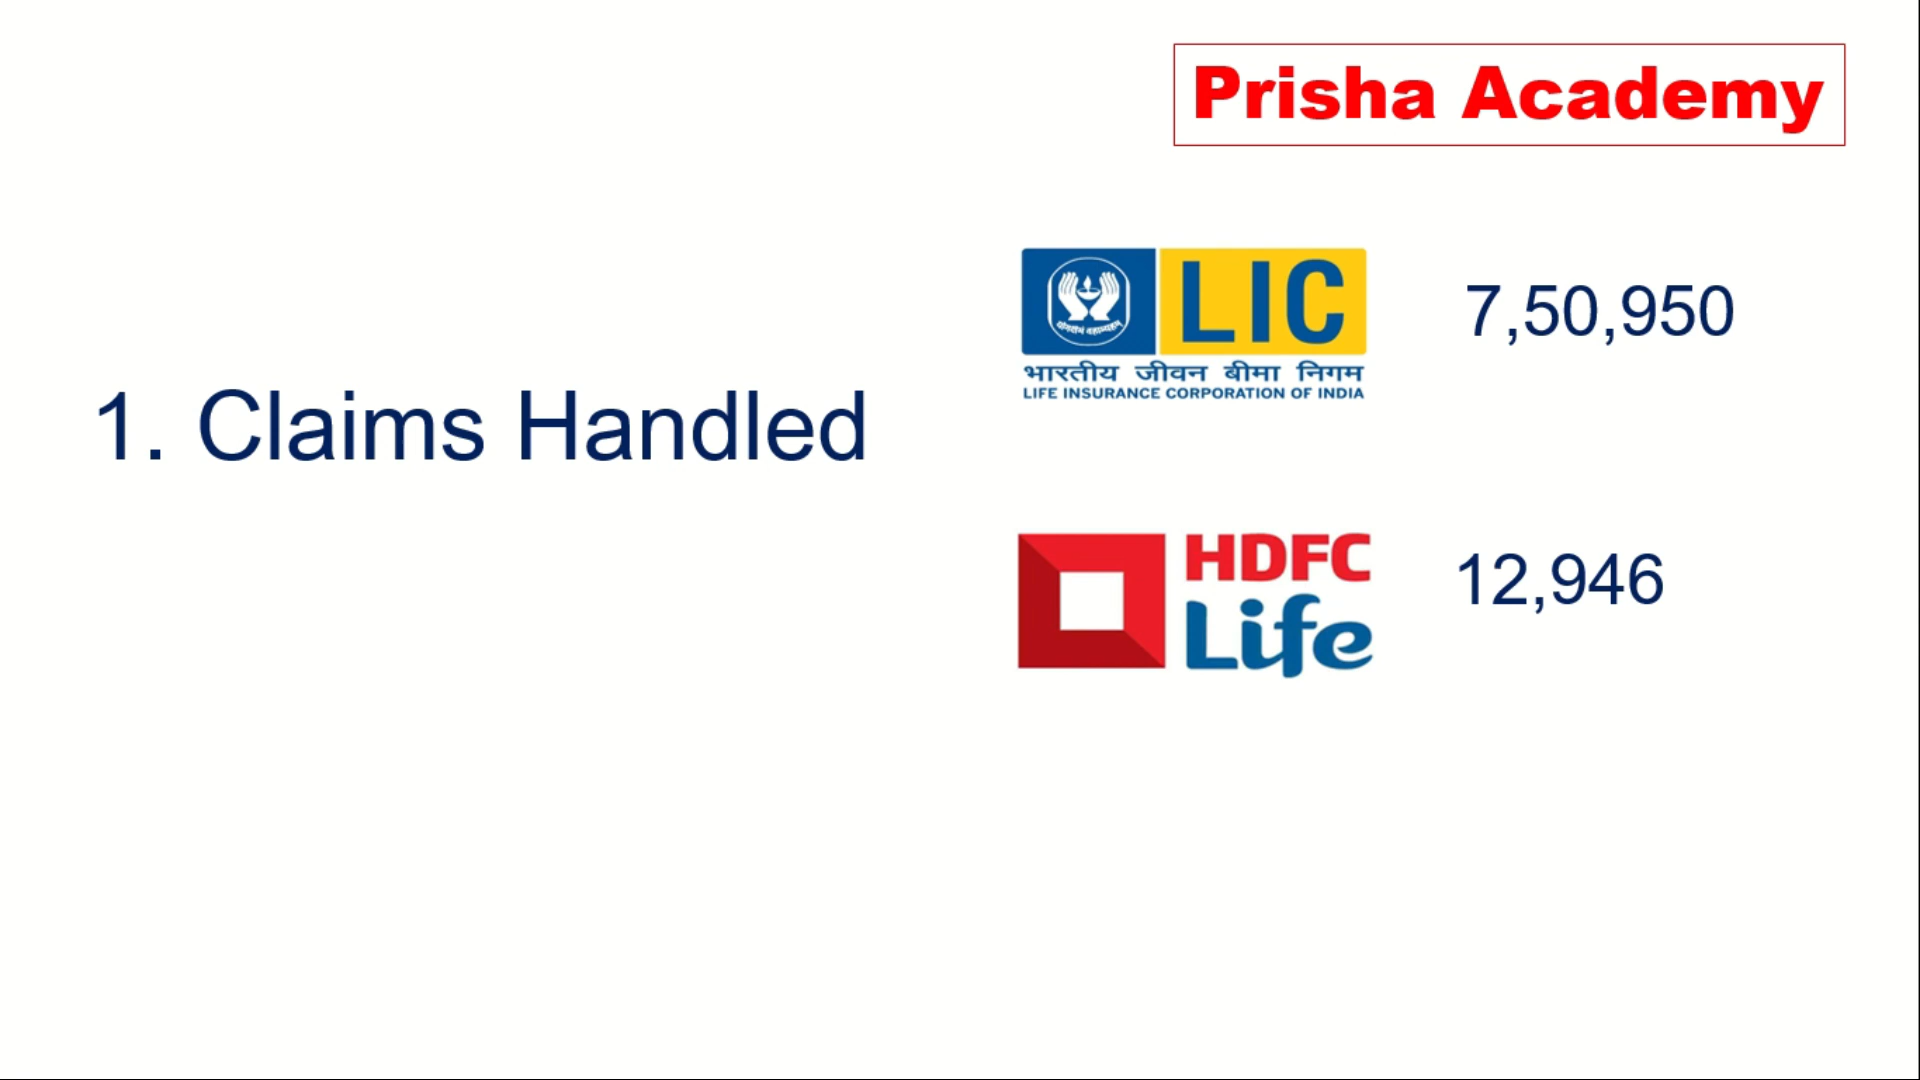 Prisha Academy
LIC
7,50,950
भारतीय जीवन बीमा निगम
LIFE INSURANCE CORPORATION OF INDIA
1. Claims Handled
HDFC
Life
12,946